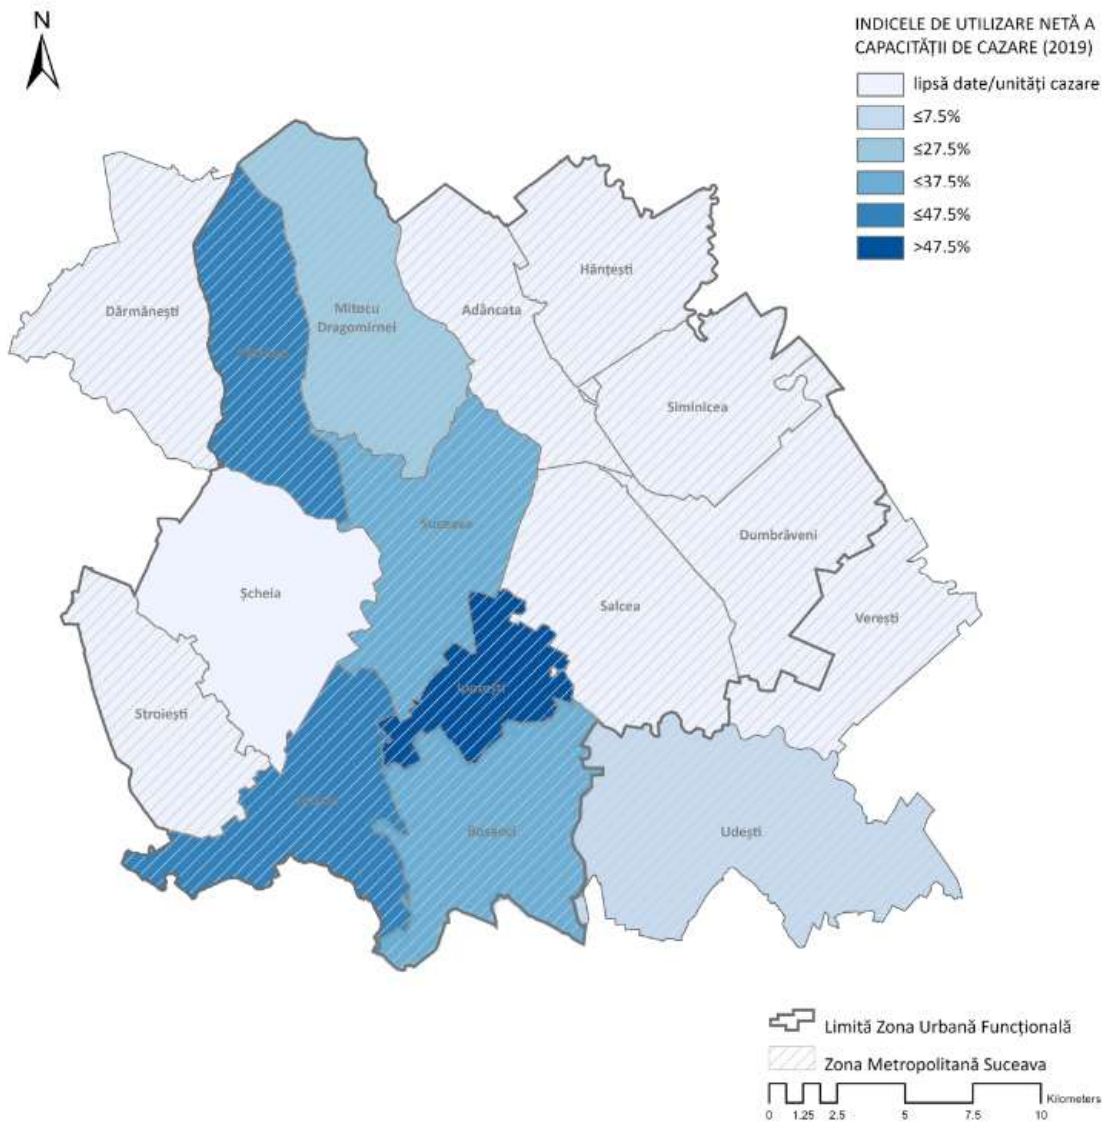 N
INDICELE DE UTILIZARE NETĂ A
CAPACITĂȚII DE CAZARE (2019)
lipsă date/unități cazare
≤7.5%
≤27.5%
≤37.5%
≤47.5%
>47.5%
Hănțești
Dărmănești
Mitocu
Dragomirnei
Adâncata
Siminicea
Suceava
Dumbrăveni
Șcheia
Salcea
Verești
Ipotești
Stroiești
Bosanci
Udești
Limită Zona Urbană Funcțională
Zona Metropolitană Suceava
Kilometers
0 1.25 2.5 5 7.5 10